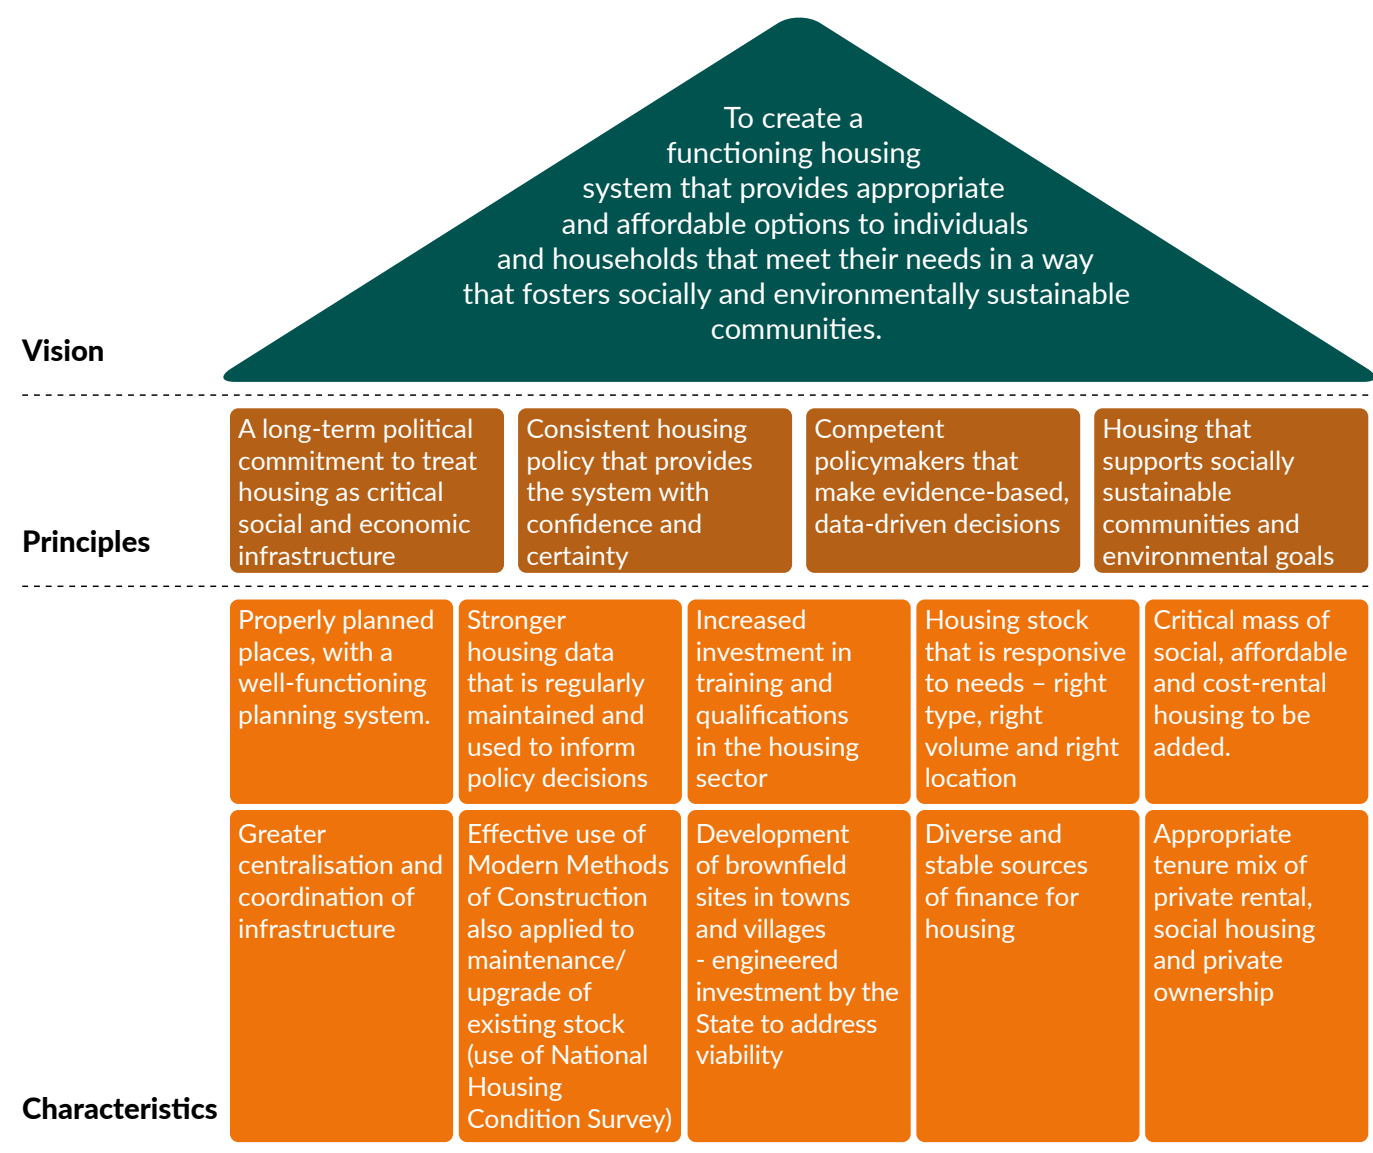 To create a
functioning housing
system that provides appropriate
and affordable options to individuals
and households that meet their needs in a way
that fosters socially and environmentally sustainable
communities.
Vision
A long-term political
commitment to treat
housing as critical
social and economic
infrastructure
Consistent housing
policy that provides
the system with
confidence and
certainty
Competent
policymakers that
make evidence-based,
data-driven decisions
Housing that
supports socially
sustainable
communities and
environmental goals
Principles
Properly planned
places, with a
well-functioning
planning system.
Stronger
housing data
that is regularly
maintained and
used to inform
policy decisions
Increased
investment in
training and
qualifications
in the housing
sector
Housing stock
that is responsive
to needs – right
type, right
volume and right
location
Critical mass of
social, affordable
and cost-rental
housing to be
added.
Greater
centralisation and
coordination of
infrastructure
Effective use of
Modern Methods
of Construction
also applied to
maintenance/
upgrade of
existing stock
(use of National
Housing
Condition Survey)
Development
of brownfield
sites in towns
and villages
- engineered
investment by the
State to address
viability
Diverse and
stable sources
of finance for
housing
Appropriate
tenure mix of
private rental,
social housing
and private
ownership
Characteristics